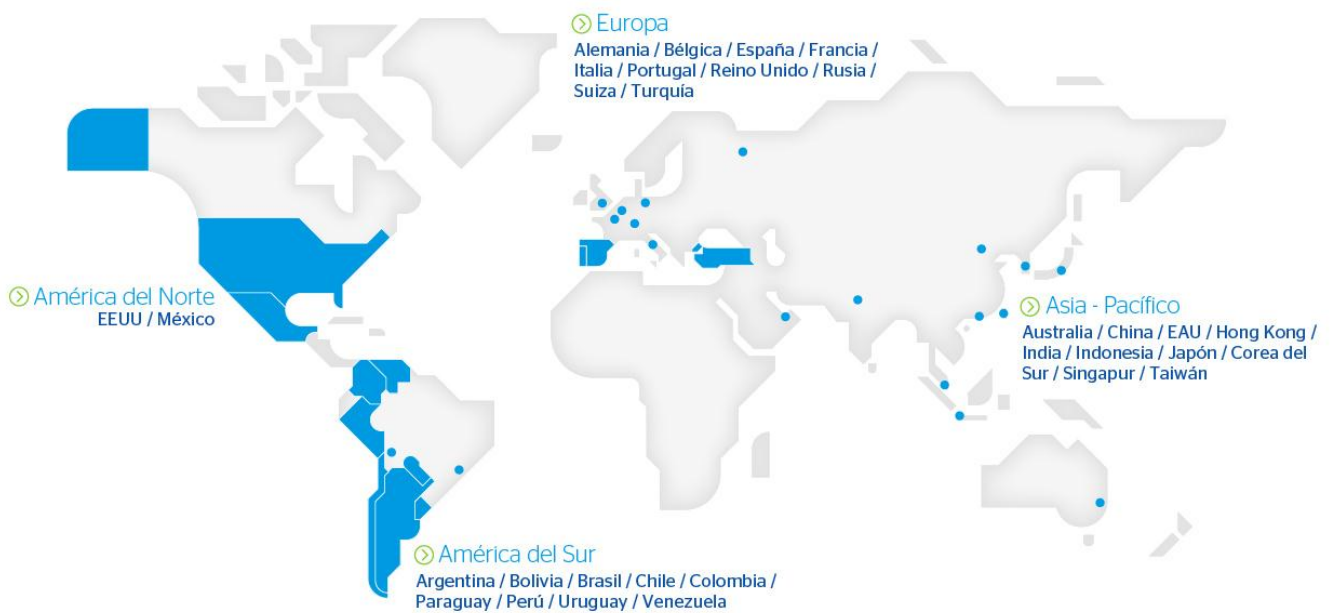 Europa
Alemania / Bélgica / España / Francia /
Italia / Portugal / Reino Unido / Rusia /
Suiza / Turquía
América del Norte
EEUU / México
Asia - Pacífico
Australia / China / EAU / Hong Kong /
India / Indonesia / Japón / Corea del
Sur / Singapur / Taiwán
América del Sur
Argentina / Bolivia / Brasil / Chile / Colombia /
Paraguay / Perú / Uruguay / Venezuela